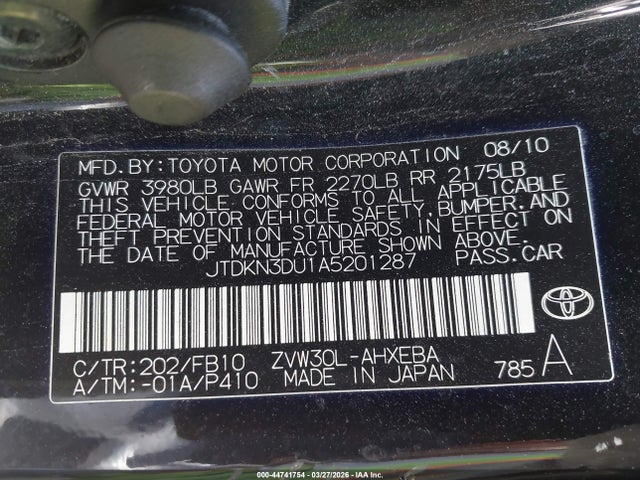 MFD. BY: TOYOTA MOTOR CORPORATION 08/10
GVWR 3980LB GAWR FR 2270LB RR 2175LB
THIS VEHICLE CONFORMS TO ALL APPLICABLE
FEDERAL MOTOR VEHICLE SAFETY, BUMPER, AND
THEFT PREVENTION STANDARDS IN EFFECT ON
THE DATE OF MANUFACTURE SHOWN ABOVE.
JTDKN3DU1A5201287 PASS. CAR
C/TR: 202/FB10 ZVW30L-AHXEBA
A/TM: -01A/P410 MADE IN JAPAN 785 A
TOYOTA
000-44741754 | 03/27/2026 - IAA Inc.